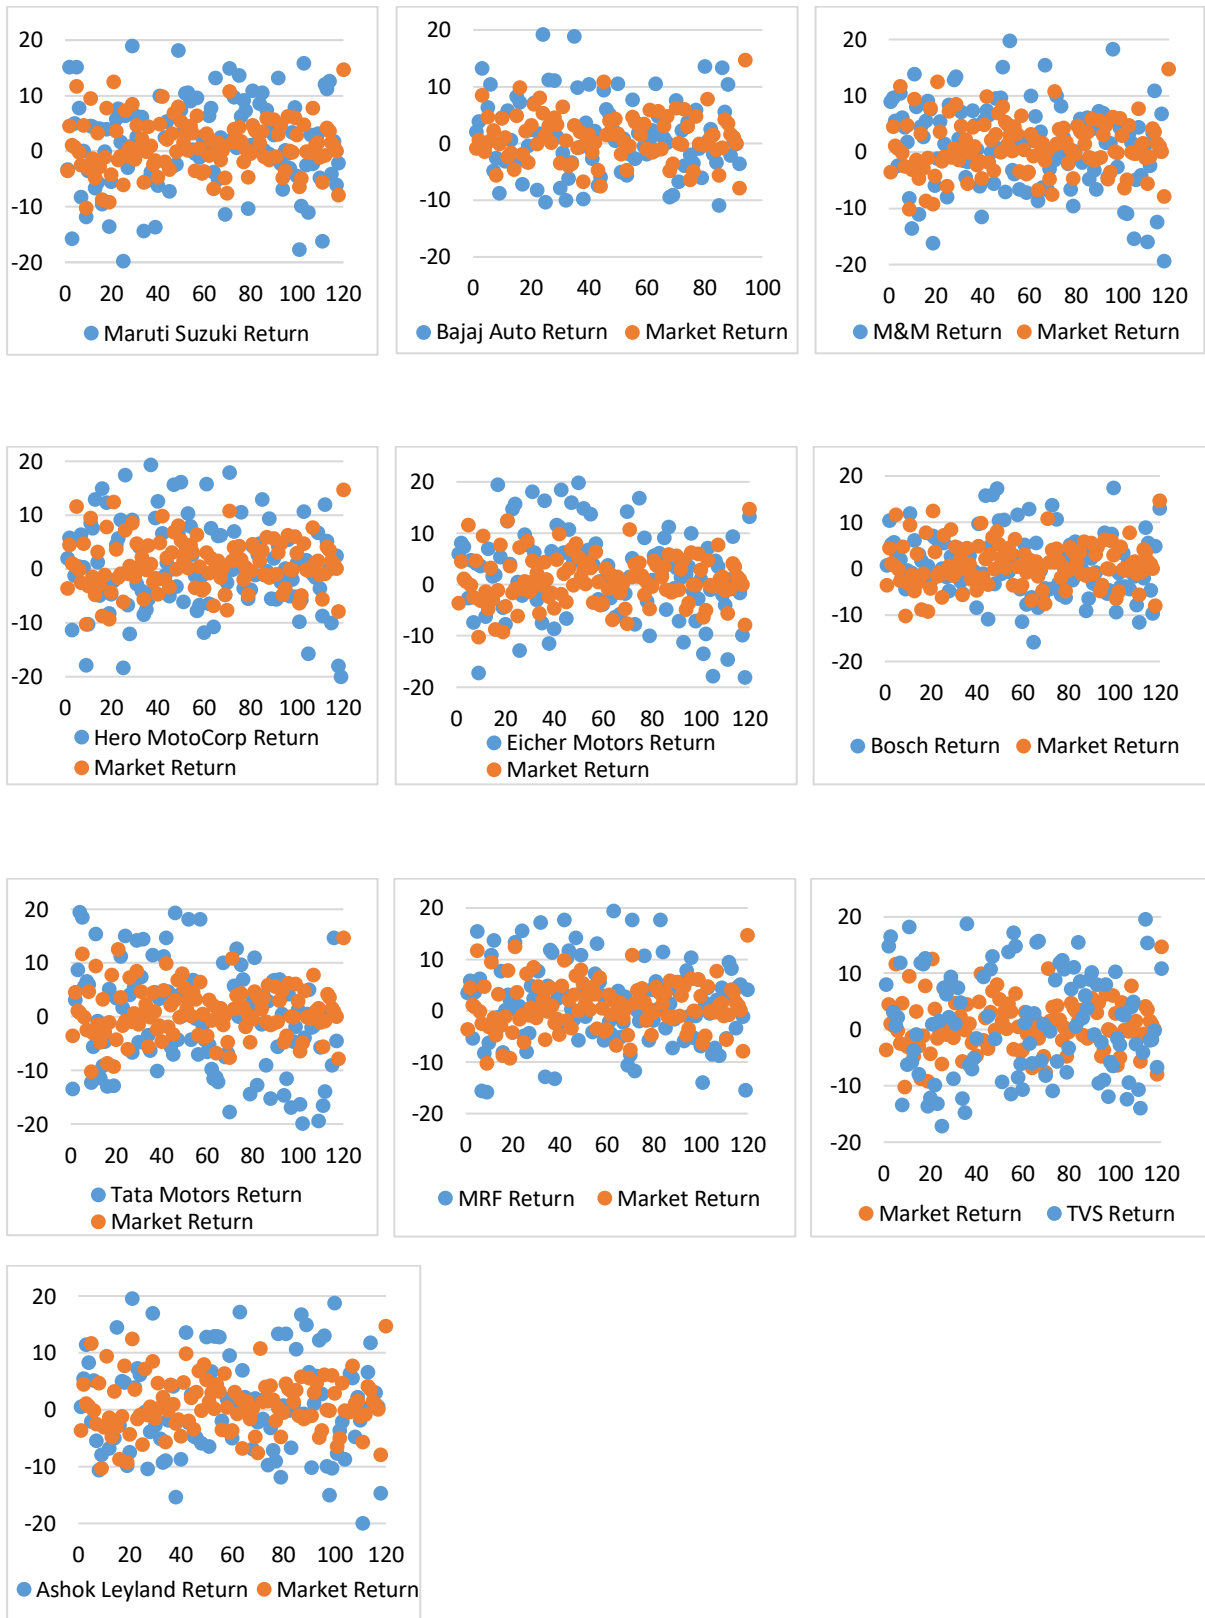 20
10
0
-10
-20
0 20 40 60 80 100 120
Maruti Suzuki Return
20
10
0
-10
-20
0 20 40 60 80 100
Bajaj Auto Return Market Return
20
10
0
-10
-20
0 20 40 60 80 100 120
M&M Return Market Return
20
10
0
-10
-20
0 20 40 60 80 100 120
Hero MotoCorp Return
Market Return
20
10
0
-10
-20
0 20 40 60 80 100 120
Eicher Motors Return
Market Return
20
10
0
-10
-20
0 20 40 60 80 100 120
Bosch Return Market Return
20
10
0
-10
-20
0 20 40 60 80 100 120
Tata Motors Return
Market Return
20
10
0
-10
-20
0 20 40 60 80 100 120
MRF Return Market Return
20
10
0
-10
-20
0 20 40 60 80 100 120
Market Return TVS Return
20
10
0
-10
-20
0 20 40 60 80 100 120
Ashok Leyland Return Market Return